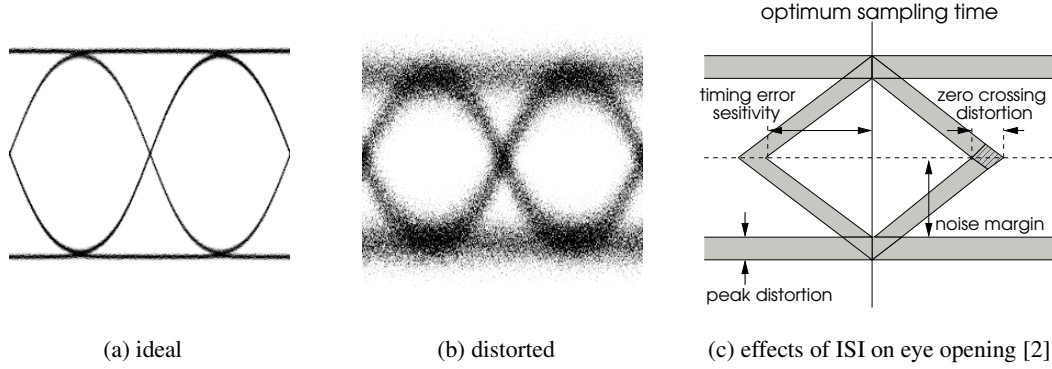 optimum sampling time
timing error
sesitivity
zero crossing
distortion
noise margin
peak distortion
(a) ideal
(b) distorted
(c) effects of ISI on eye opening [2]